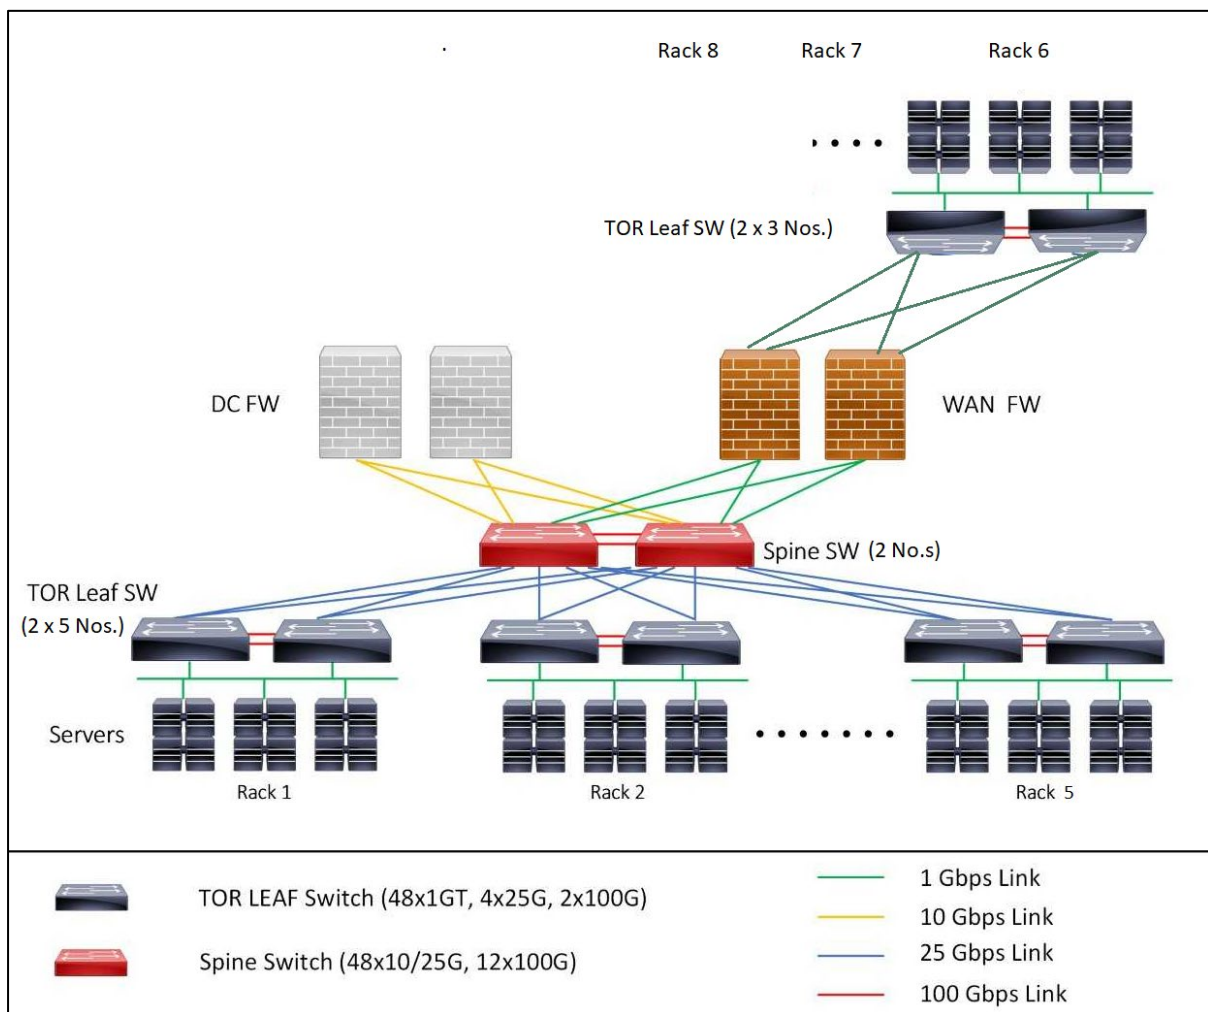 Rack 8 Rack 7 Rack 6
TOR Leaf SW (2 x 3 Nos.)
DC FW
WAN FW
Spine SW (2 No.s)
TOR Leaf SW
(2 x 5 Nos.)
Servers
Rack 1
Rack 2
Rack 5
TOR LEAF Switch (48x1GT, 4x25G, 2x100G)
Spine Switch (48x10/25G, 12x100G)
1 Gbps Link
10 Gbps Link
25 Gbps Link
100 Gbps Link